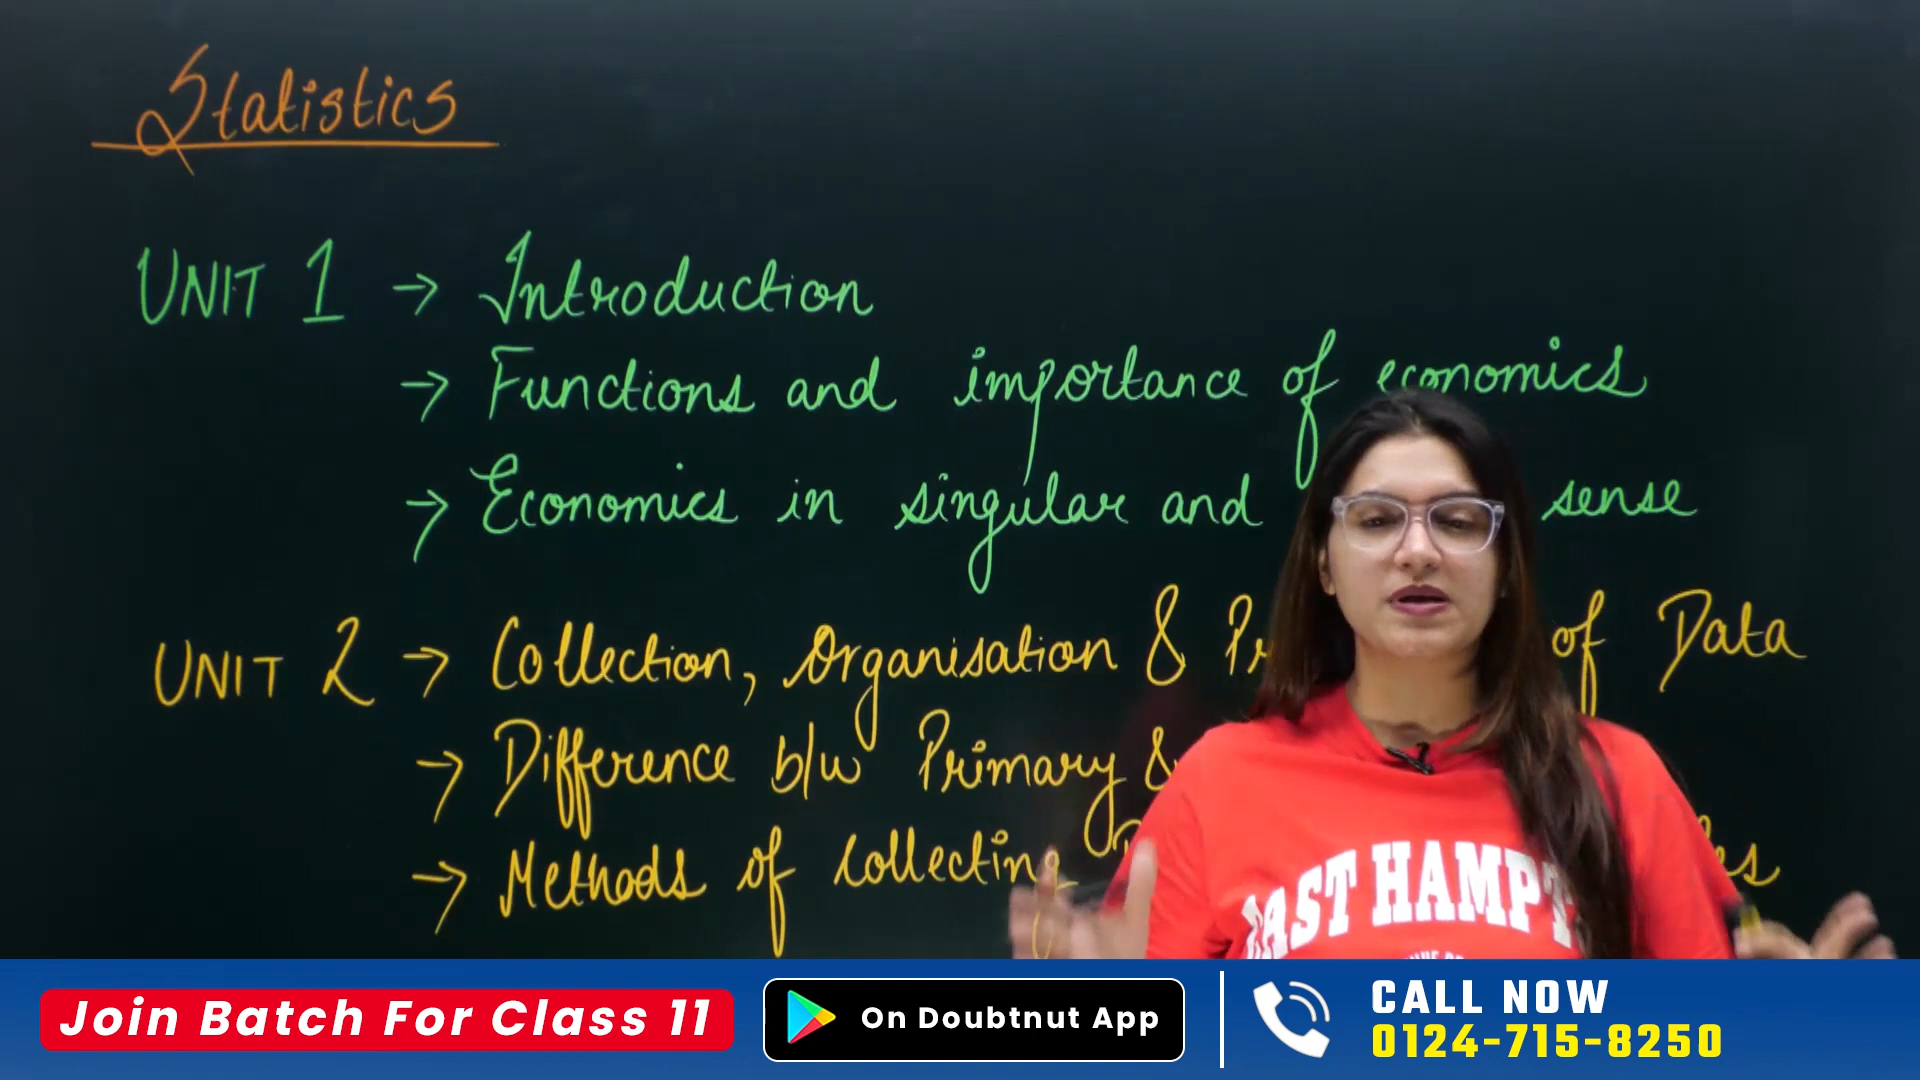 Statistics
UNIT 1 → Introduction
→ Functions and importance of economics
→ Economics in singular and sense
UNIT 2 → Collection, Organisation & of Data
→ Difference b/w Primary &
→ Methods of collecting
EAST HAMPT
Join Batch For Class 11
On Doubtnut App
CALL NOW
0124-715-8250